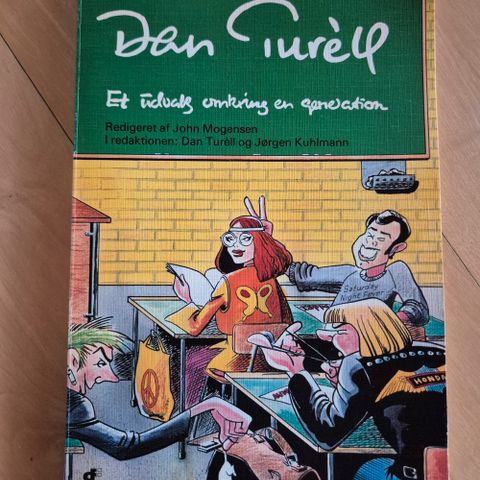 Dan Turèll
Et udvalg omkring en generation
Redigeret af John Mogensen
I redaktionen: Dan Turèll og Jørgen Kuhlmann
Saturday
Night Fever
HONDA